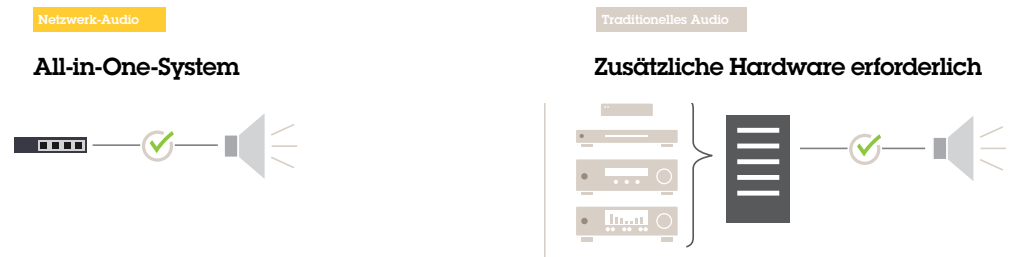 Netzwerk-Audio
All-in-One-System
Traditionelles Audio
Zusätzliche Hardware erforderlich